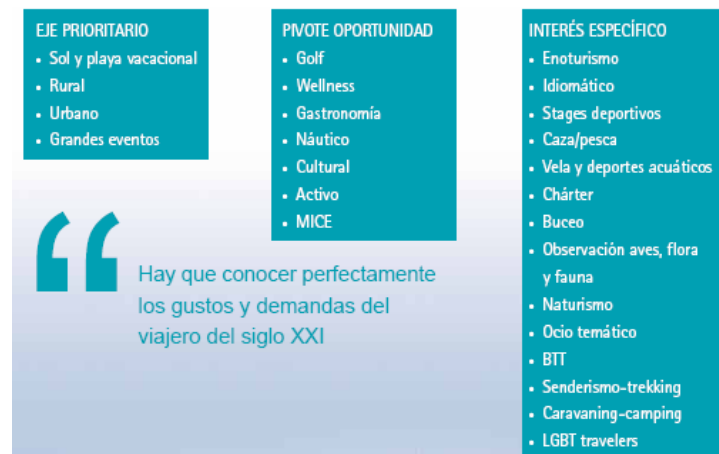 EJE PRIORITARIO
• Sol y playa vacacional
• Rural
• Urbano
• Grandes eventos
PIVOTE OPORTUNIDAD
• Golf
• Wellness
• Gastronomía
• Náutico
• Cultural
• Activo
• MICE
INTERÉS ESPECÍFICO
• Enoturismo
• Idiomático
• Stages deportivos
• Caza/pesca
• Vela y deportes acuáticos
• Chárter
• Buceo
• Observación aves, flora
y fauna
• Naturismo
• Ocio temático
• BTT
• Senderismo-trekking
• Caravaning-camping
• LGBT travelers
“
Hay que conocer perfectamente
los gustos y demandas del
viajero del siglo XXI